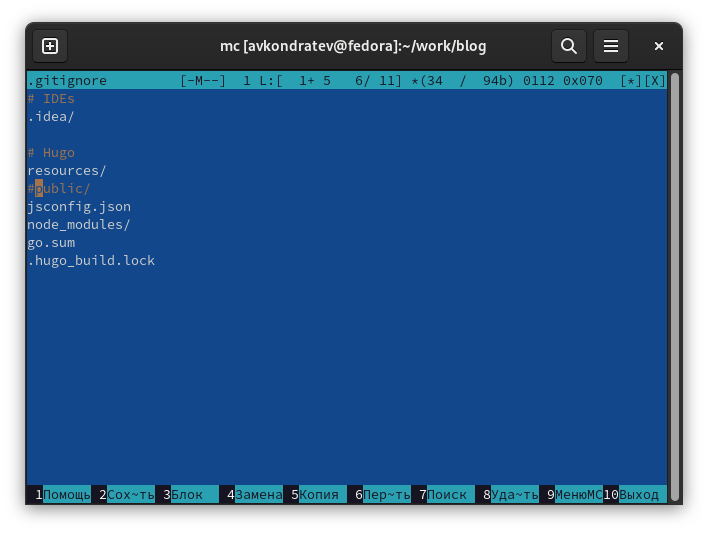 mc [avkondratev@fedora]:~/work/blog
.gitignore [-M--] 1 L:[ 1+ 5 6/ 11] *(34 / 94b) 0112 0x070 [*][X]
# IDEs
.idea/
# Hugo
resources/
#public/
jsconfig.json
node_modules/
go.sum
.hugo_build.lock
1Помощь 2Сох~ть 3Блок 4Замена 5Копия 6Пер~ть 7Поиск 8Уда~ть 9МенюMC 10Выход